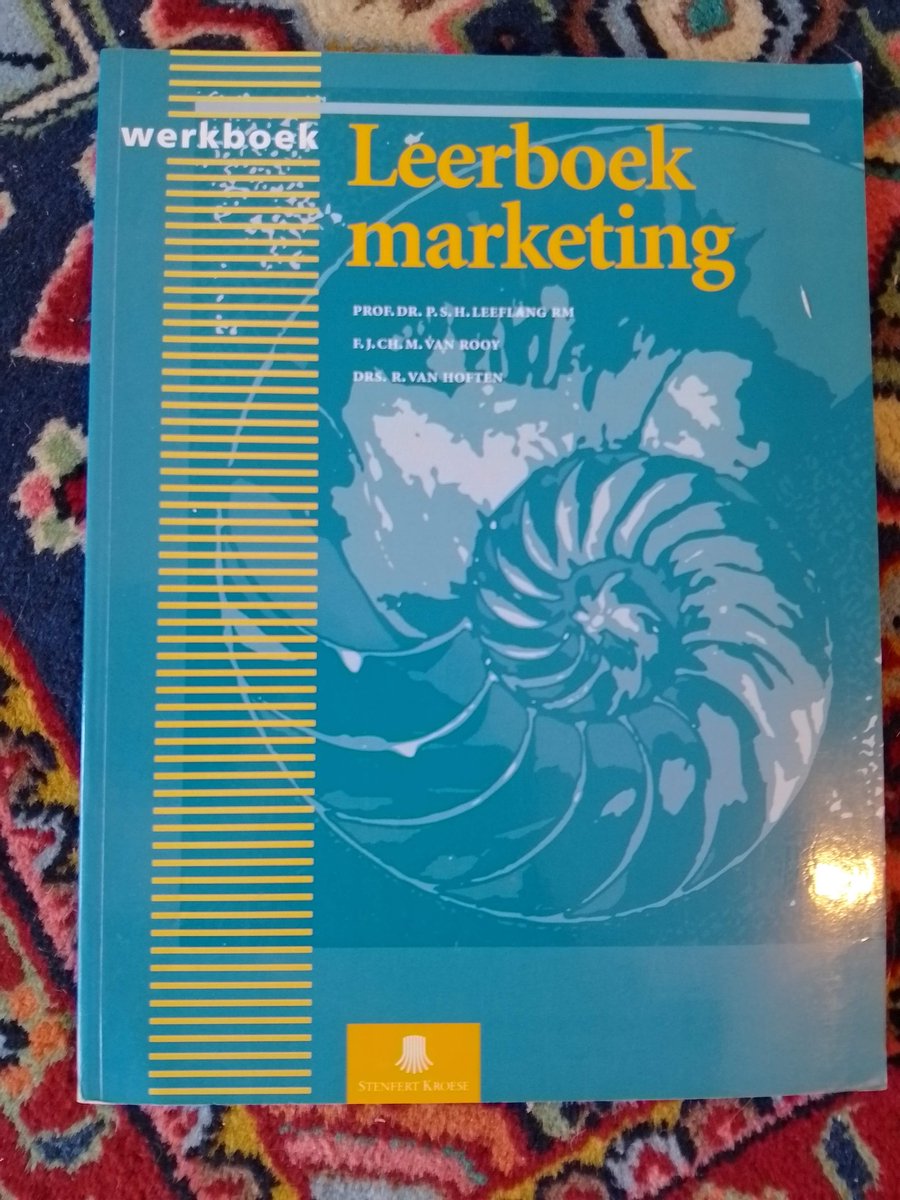 werkboek
Leerboek
marketing
PROF. DR. P. S. H. LEEFLANG RM
F. J. CH. M. VAN ROOY
DRS. R. VAN HOFTEN
STENFERT KROESE